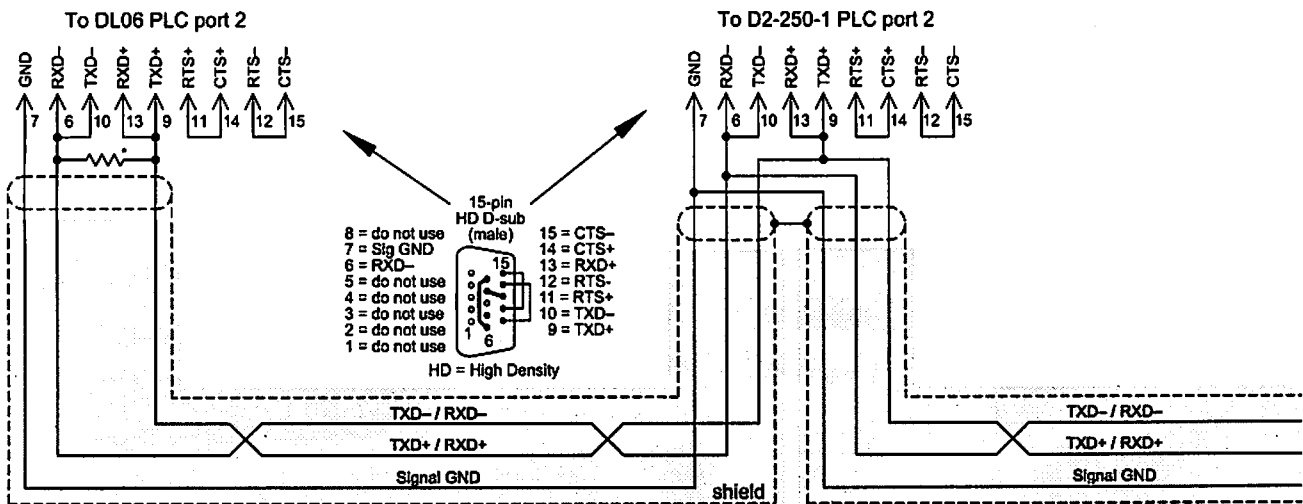 To DL06 PLC port 2
To D2-250-1 PLC port 2
GND RXD– TXD– RXD+ TXD+ RTS+ CTS+ RTS– CTS–
7 6 10 13 9 11 14 12 15
GND RXD– TXD– RXD+ TXD+ RTS+ CTS+ RTS– CTS–
7 6 10 13 9 11 14 12 15
*
15-pin
HD D-sub
(male)
8 = do not use
7 = Sig GND
6 = RXD–
5 = do not use
4 = do not use
3 = do not use
2 = do not use
1 = do not use
15
1
6
15 = CTS–
14 = CTS+
13 = RXD+
12 = RTS-
11 = RTS+
10 = TXD–
9 = TXD+
HD = High Density
TXD– / RXD–
TXD+ / RXD+
Signal GND
shield
TXD– / RXD–
TXD+ / RXD+
Signal GND